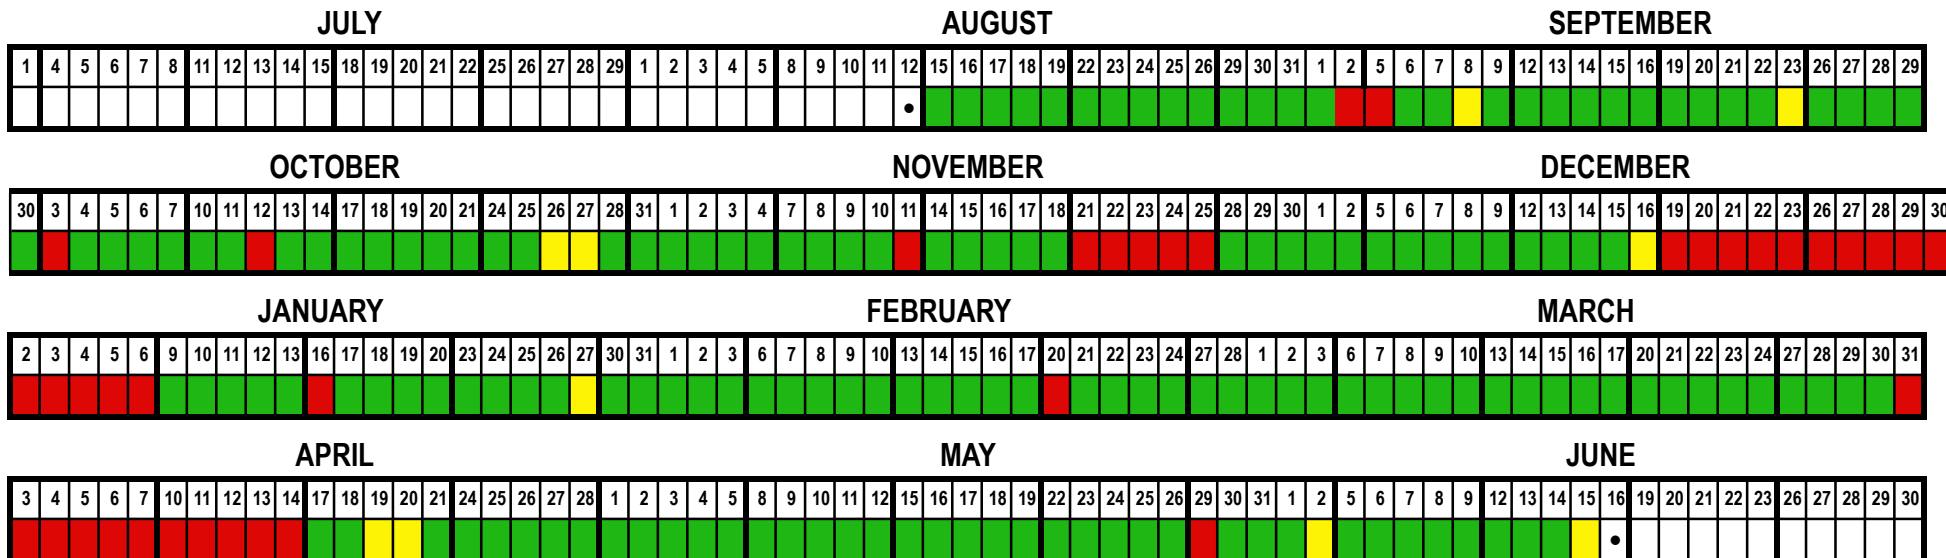 JULY AUGUST SEPTEMBER
1 4 5 6 7 8 11 12 13 14 15 18 19 20 21 22 25 26 27 28 29 1 2 3 4 5 8 9 10 11 12 15 16 17 18 19 22 23 24 25 26 29 30 31 1 2 5 6 7 8 9 12 13 14 15 16 19 20 21 22 23 26 27 28 29
•
OCTOBER NOVEMBER DECEMBER
30 3 4 5 6 7 10 11 12 13 14 17 18 19 20 21 24 25 26 27 28 31 1 2 3 4 7 8 9 10 11 14 15 16 17 18 21 22 23 24 25 28 29 30 1 2 5 6 7 8 9 12 13 14 15 16 19 20 21 22 23 26 27 28 29 30
JANUARY FEBRUARY MARCH
2 3 4 5 6 9 10 11 12 13 16 17 18 19 20 23 24 25 26 27 30 31 1 2 3 6 7 8 9 10 13 14 15 16 17 20 21 22 23 24 27 28 1 2 3 6 7 8 9 10 13 14 15 16 17 20 21 22 23 24 27 28 29 30 31
APRIL MAY JUNE
3 4 5 6 7 10 11 12 13 14 17 18 19 20 21 24 25 26 27 28 1 2 3 4 5 8 9 10 11 12 15 16 17 18 19 22 23 24 25 26 29 30 31 1 2 5 6 7 8 9 12 13 14 15 16 19 20 21 22 23 26 27 28 29 30
•